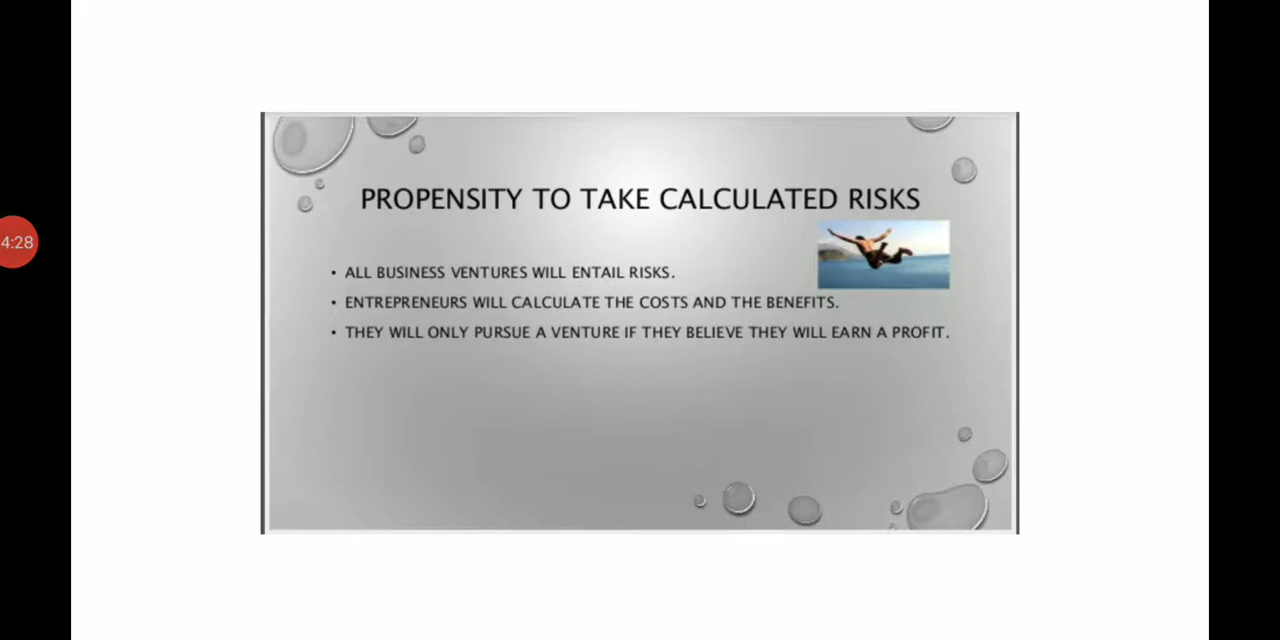 4:28
PROPENSITY TO TAKE CALCULATED RISKS
• ALL BUSINESS VENTURES WILL ENTAIL RISKS.
• ENTREPRENEURS WILL CALCULATE THE COSTS AND THE BENEFITS.
• THEY WILL ONLY PURSUE A VENTURE IF THEY BELIEVE THEY WILL EARN A PROFIT.